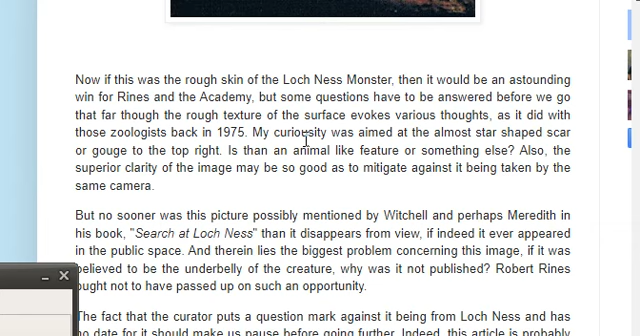 Now if this was the rough skin of the Loch Ness Monster, then it would be an astounding
win for Rines and the Academy, but some questions have to be answered before we go
that far though the rough texture of the surface evokes various thoughts, as it did with
those zoologists back in 1975. My curiousity was aimed at the almost star shaped scar
or gouge to the top right. Is than an animal like feature or something else? Also, the
superior clarity of the image may be so good as to mitigate against it being taken by the
same camera.
But no sooner was this picture possibly mentioned by Witchell and perhaps Meredith in
his book, "Search at Loch Ness" than it disappears from view, if indeed it ever appeared
in the public space. And therein lies the biggest problem concerning this image, if it was
believed to be the underbelly of the creature, why was it not published? Robert Rines
ought not to have passed up on such an opportunity.
The fact that the curator puts a question mark against it being from Loch Ness and has
no date for it should make us pause before going further. Indeed, this article is probably